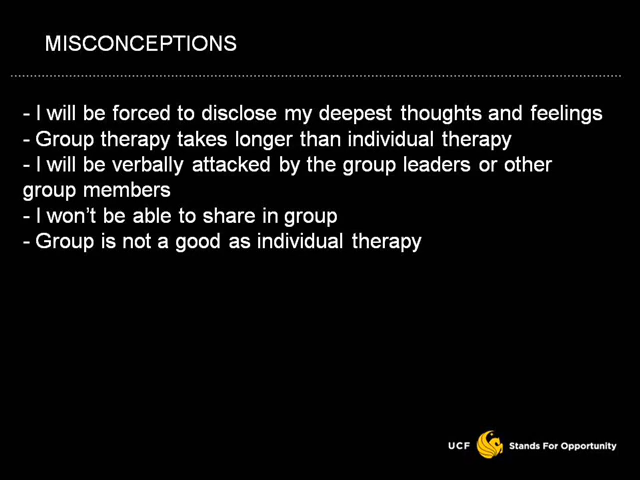 MISCONCEPTIONS
- I will be forced to disclose my deepest thoughts and feelings
- Group therapy takes longer than individual therapy
- I will be verbally attacked by the group leaders or other
group members
- I won't be able to share in group
- Group is not a good as individual therapy
UCF Stands For Opportunity